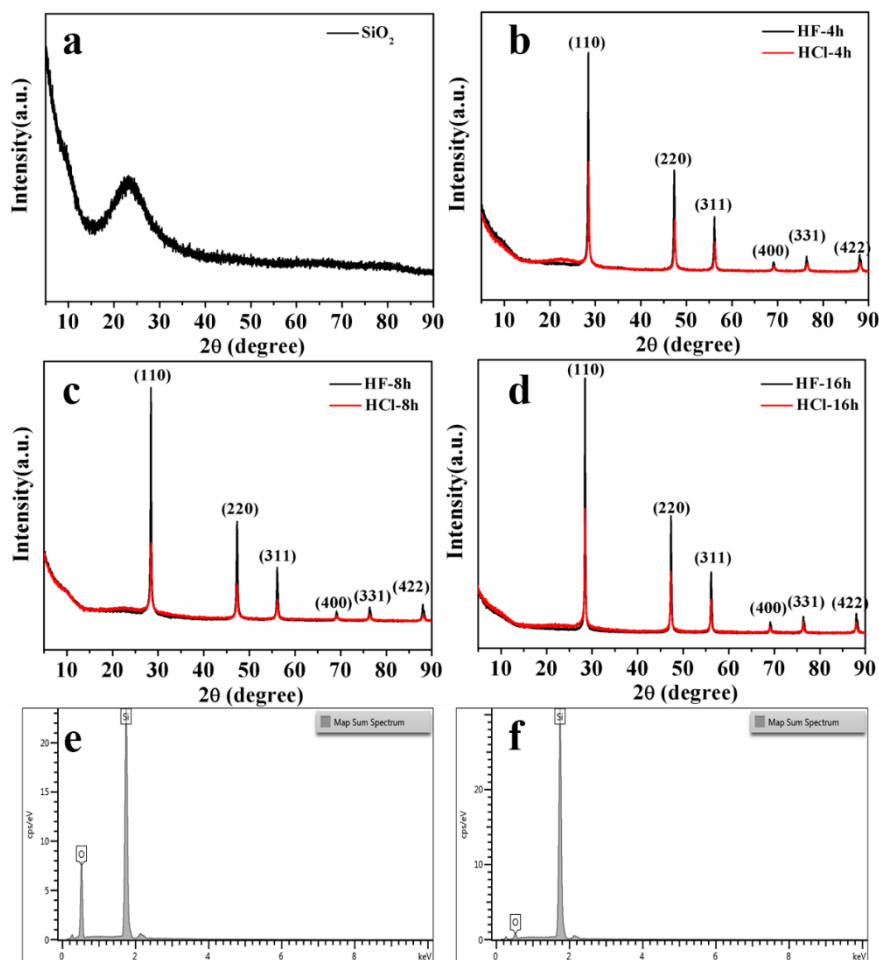 a
SiO₂
Intensity(a.u.)
10 20 30 40 50 60 70 80 90
2θ (degree)
b
HF-4h
HCl-4h
(110)
(220)
(311)
(400)
(331)
(422)
Intensity(a.u.)
10 20 30 40 50 60 70 80 90
2θ (degree)
c
HF-8h
HCl-8h
(110)
(220)
(311)
(400)
(331)
(422)
Intensity(a.u.)
10 20 30 40 50 60 70 80 90
2θ (degree)
d
HF-16h
HCl-16h
(110)
(220)
(311)
(400)
(331)
(422)
Intensity(a.u.)
10 20 30 40 50 60 70 80 90
2θ (degree)
e
Map Sum Spectrum
Si
O
cps/eV
20
15
10
5
0
0 2 4 6 8 keV
f
Map Sum Spectrum
Si
O
cps/eV
30
20
10
0
0 2 4 6 8 keV